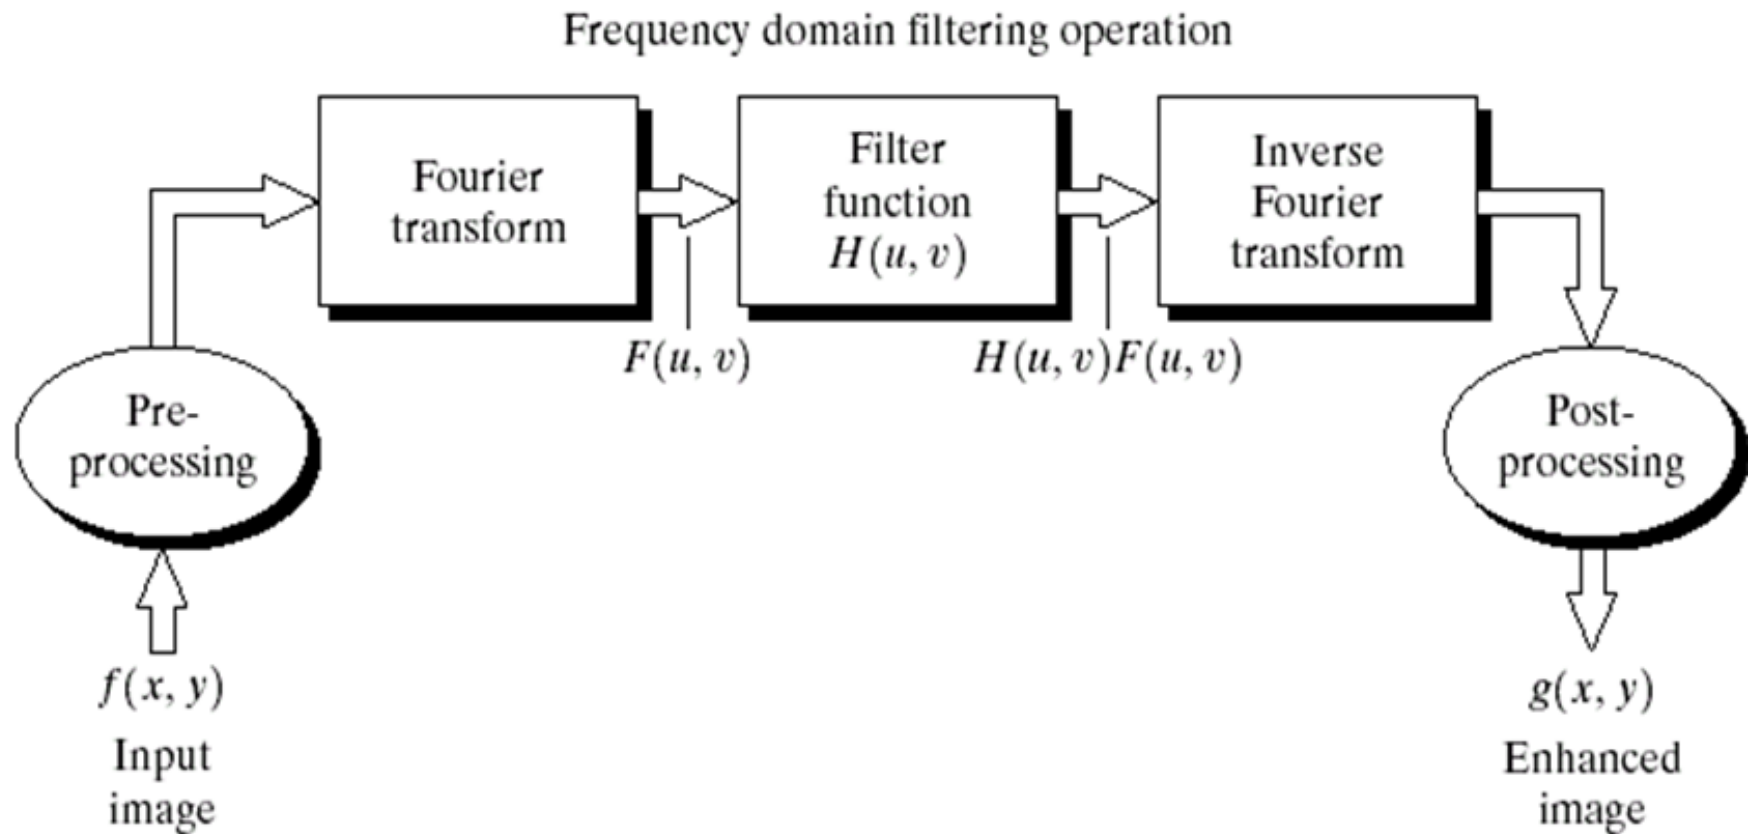 Frequency domain filtering operation
Fourier
transform
Filter
function
H(u, v)
Inverse
Fourier
transform
F(u, v)
H(u, v)F(u, v)
Pre-
processing
Post-
processing
f(x, y)
Input
image
g(x, y)
Enhanced
image